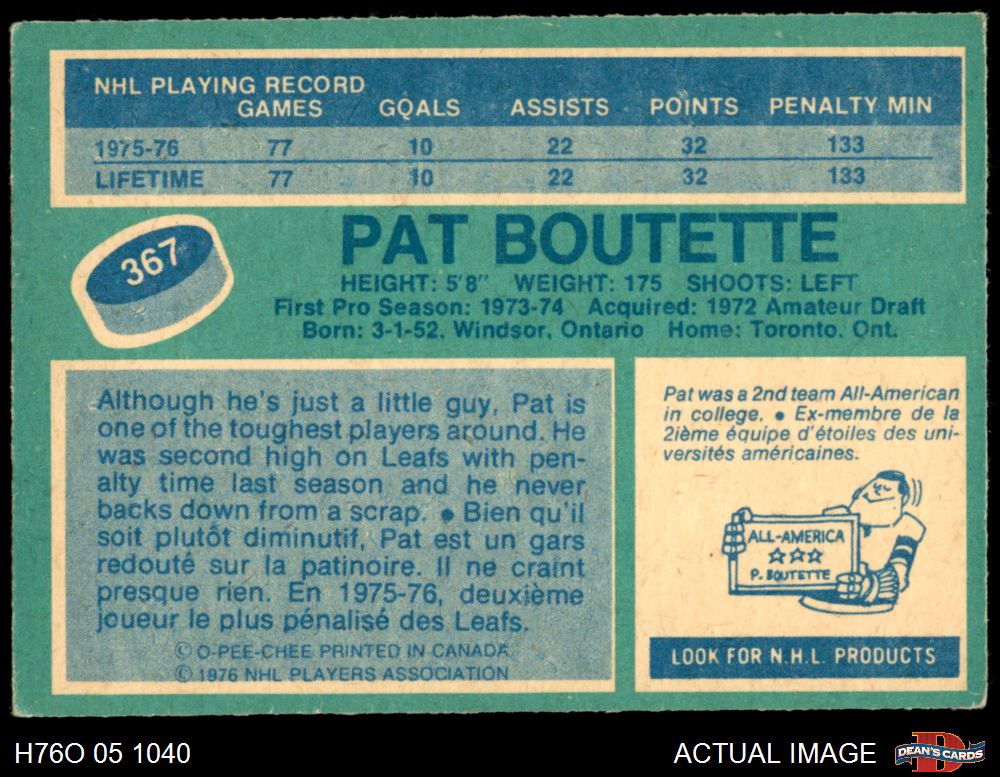 NHL PLAYING RECORD
GAMES GOALS ASSISTS POINTS PENALTY MIN
1975-76 77 10 22 32 133
LIFETIME 77 10 22 32 133
367
PAT BOUTETTE
HEIGHT: 5'8" WEIGHT: 175 SHOOTS: LEFT
First Pro Season: 1973-74 Acquired: 1972 Amateur Draft
Born: 3-1-52, Windsor, Ontario Home: Toronto, Ont.
Although he's just a little guy, Pat is
one of the toughest players around. He
was second high on Leafs with pen-
alty time last season and he never
backs down from a scrap. ● Bien qu'il
soit plutôt diminutif, Pat est un gars
redouté sur la patinoire. Il ne craint
presque rien. En 1975-76, deuxième
joueur le plus pénalisé des Leafs.
© O-PEE-CHEE PRINTED IN CANADA.
© 1976 NHL PLAYERS ASSOCIATION
Pat was a 2nd team All-American
in college. ● Ex-membre de la
2ième équipe d'étoiles des uni-
versités américaines.
ALL-AMERICA
☆☆☆
P. BOUTETTE
LOOK FOR N.H.L. PRODUCTS
H76O 05 1040
ACTUAL IMAGE
D
DEAN'S CARDS